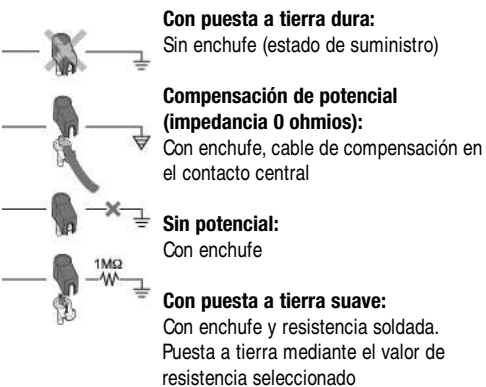 Con puesta a tierra dura:
Sin enchufe (estado de suministro)
Compensación de potencial
(impedancia 0 ohmios):
Con enchufe, cable de compensación en
el contacto central
Sin potencial:
Con enchufe
1MΩ
Con puesta a tierra suave:
Con enchufe y resistencia soldada.
Puesta a tierra mediante el valor de
resistencia seleccionado